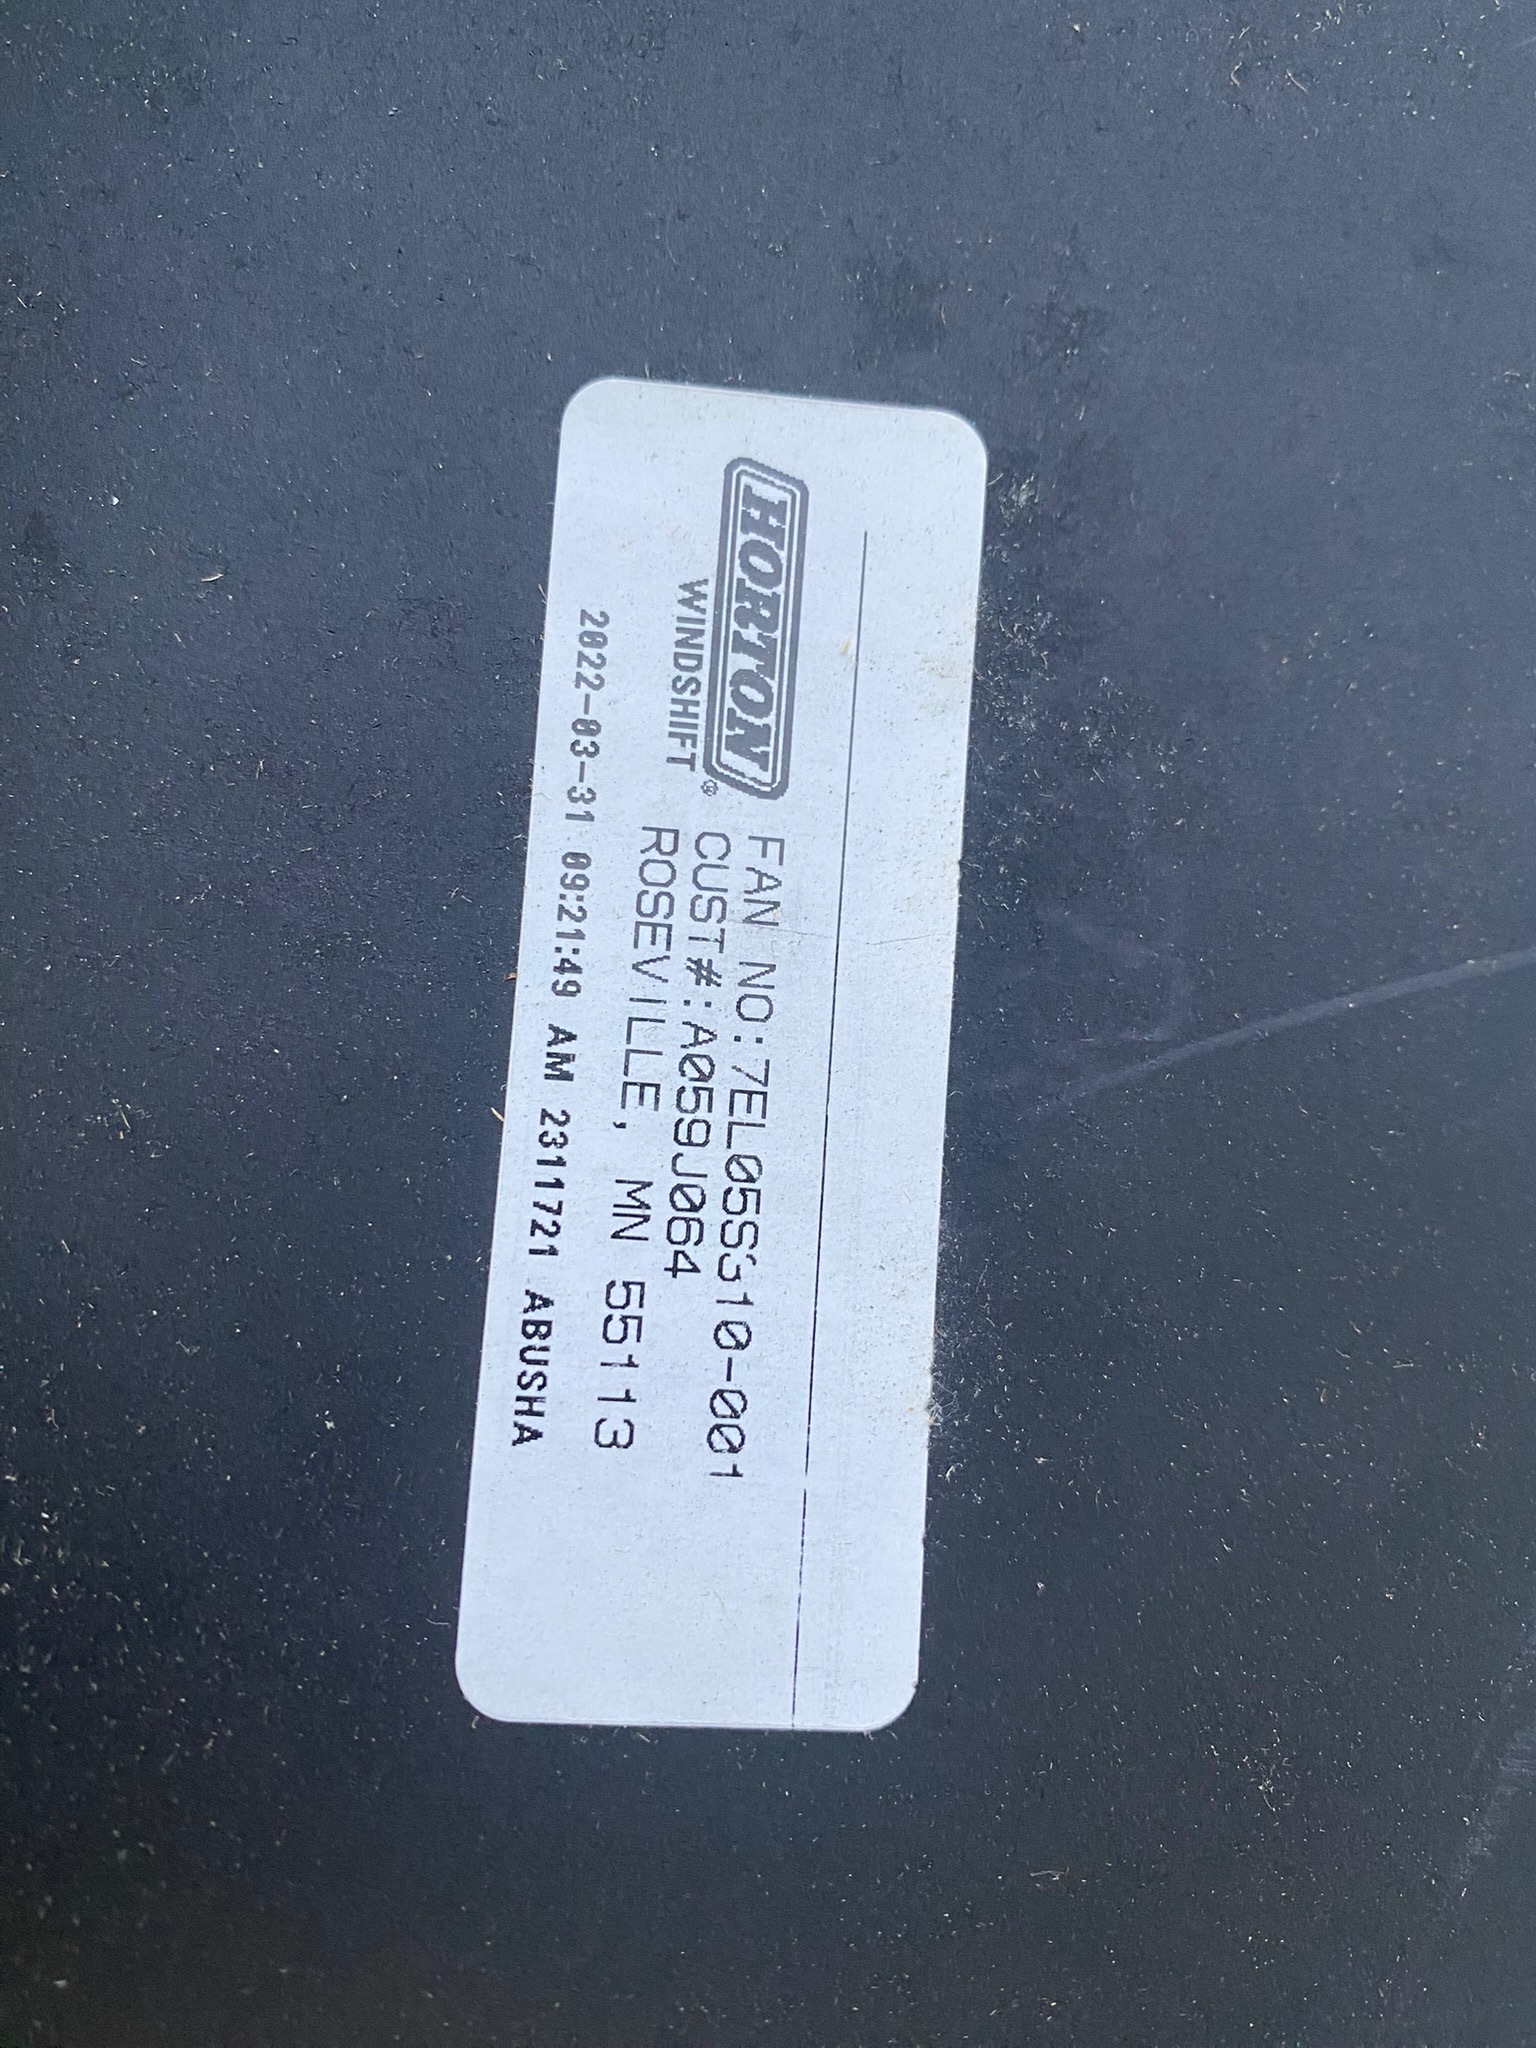 HORTON®
WINDSHIFT
FAN NO:7EL05S310-001
CUST#:A059J064
ROSEVILLE, MN 55113
2022-03-31 09:21:49 AM 2311721 ABUSHA